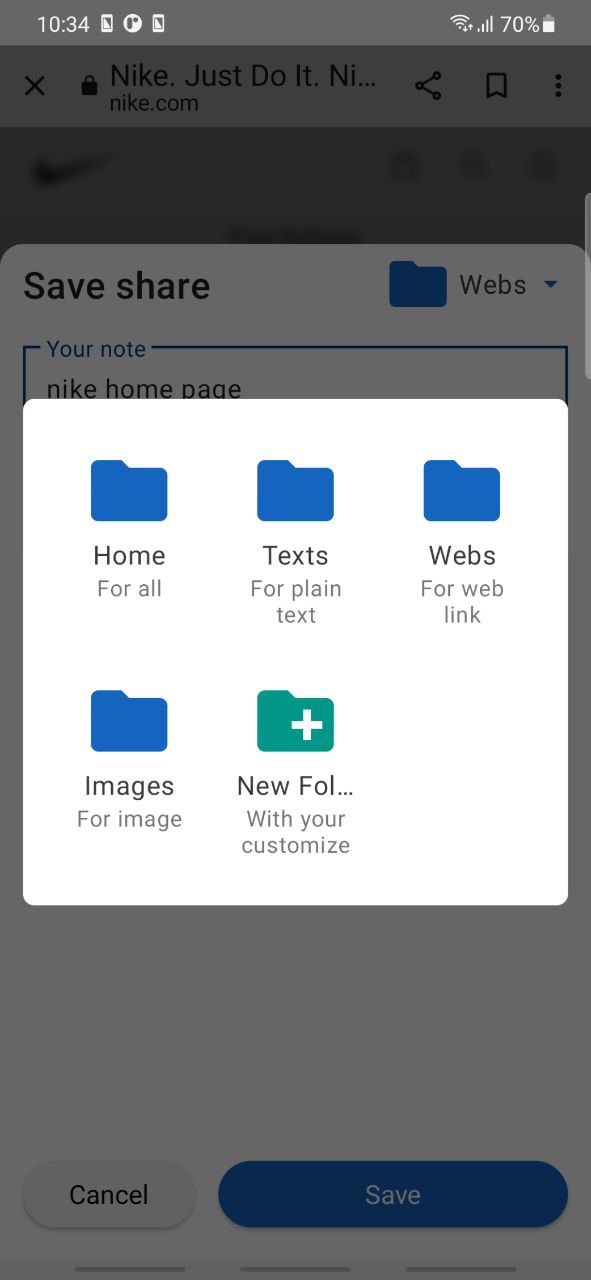 10:34 70%
Nike. Just Do It. Ni...
nike.com
Save share Webs
Your note
nike home page
Home Texts Webs
For all For plain For web
text link
Images New Fol...
For image With your
customize
Cancel Save